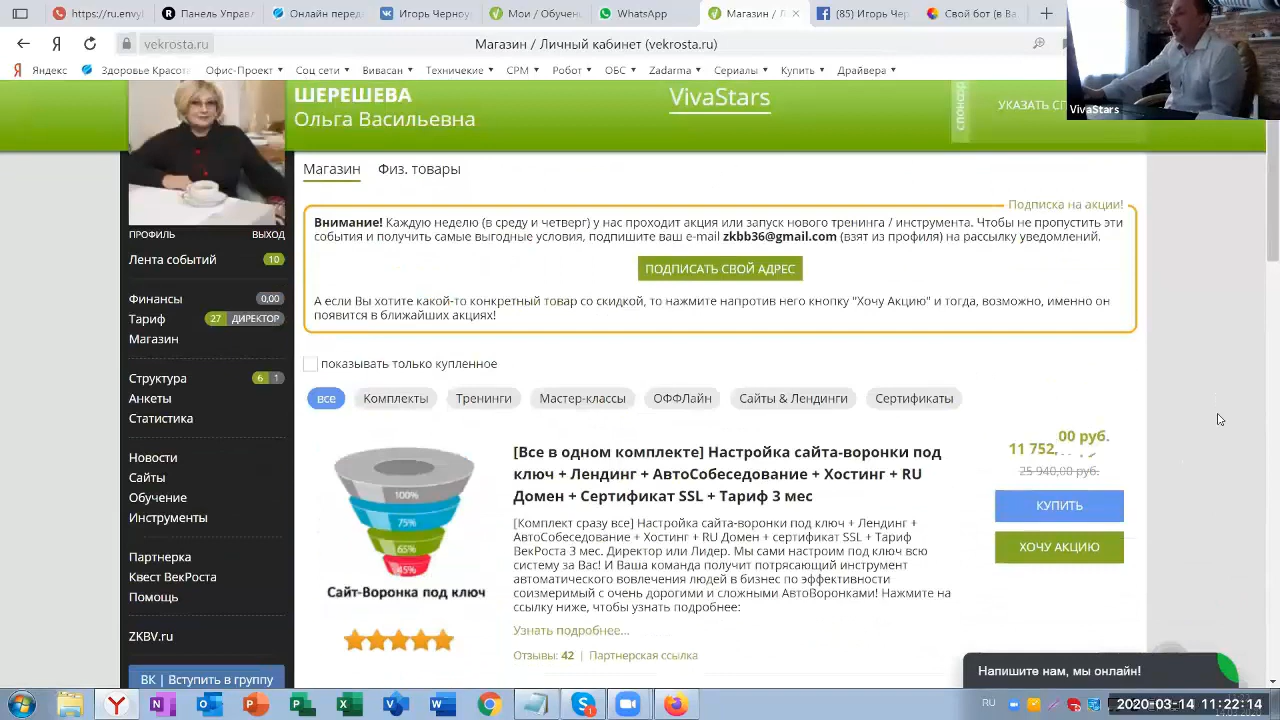 https://ru.envyl
Панель Управ
Онлайн перед
Игорь Черноу
Мои / Обучен
WhatsApp
Магазин / Л
(85) Игорь Чер
Свой бот (в Ва
vekrosta.ru
Магазин / Личный кабинет (vekrosta.ru)
Яндекс
Здоровье Красот
Офис-Проект
Соц сети
Вивасан
Технические
CPM
Робот
ОБС
Zadarma
Сериалы
Купить
Драйвера
VivaStars
ШЕРЕШЕВА
Ольга Васильевна
VivaStars
спонсор
УКАЗАТЬ СП
ПРОФИЛЬ
ВЫХОД
Лента событий 10
Финансы 0,00
Тариф 27 ДИРЕКТОР
Магазин
Структура 6 1
Анкеты
Статистика
Новости
Сайты
Обучение
Инструменты
Партнерка
Квест ВекРоста
Помощь
ZKBV.ru
ВК | Вступить в группу
Магазин Физ. товары
Подписка на акции!
Внимание! Каждую неделю (в среду и четверг) у нас проходит акция или запуск нового тренинга / инструмента. Чтобы не пропустить эти
события и получить самые выгодные условия, подпишите ваш e-mail zkbb36@gmail.com (взят из профиля) на рассылку уведомлений.
ПОДПИСАТЬ СВОЙ АДРЕС
А если Вы хотите какой-то конкретный товар со скидкой, то нажмите напротив него кнопку "Хочу Акцию" и тогда, возможно, именно он
появится в ближайших акциях!
показывать только купленное
все Комплекты Тренинги Мастер-классы ОФФЛайн Сайты & Лендинги Сертификаты
100%
75%
65%
45%
Сайт-Воронка под ключ
[Все в одном комплекте] Настройка сайта-воронки под
ключ + Лендинг + АвтоСобеседование + Хостинг + RU
Домен + Сертификат SSL + Тариф 3 мес
[Комплект сразу все] Настройка сайта-воронки под ключ + Лендинг +
АвтоСобеседование + Хостинг + RU Домен + сертификат SSL + Тариф
ВекРоста 3 мес. Директор или Лидер. Мы сами настроим под ключ всю
систему за Вас! И Ваша команда получит потрясающий инструмент
автоматического вовлечения людей в бизнес по эффективности
соизмеримый с очень дорогими и сложными АвтоВоронками! Нажмите на
ссылку ниже, чтобы узнать подробнее:
Узнать подробнее...
Отзывы: 42 | Партнерская ссылка
11 752,00 руб.
25 940,00 руб.
КУПИТЬ
ХОЧУ АКЦИЮ
Напишите нам, мы онлайн!
RU
2020-03-14 11:22:14